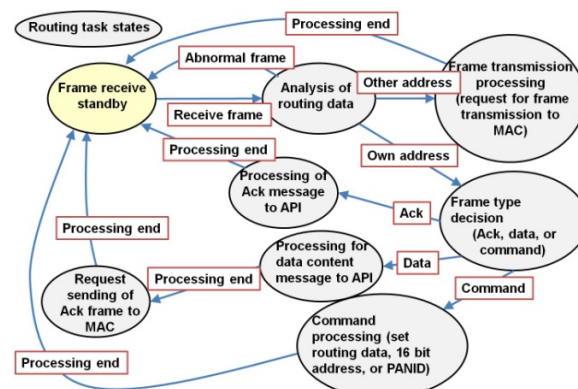 Routing task states
Processing end
Abnormal frame
Frame receive
standby
Receive frame
Analysis of
routing data
Other address
Frame transmission
processing
(request for frame
transmission to
MAC)
Processing end
Own address
Processing of
Ack message
to API
Ack
Frame type
decision
(Ack, data, or
command)
Processing end
Processing for
data content
message to API
Data
Command
Request
sending of
Ack frame to
MAC
Processing end
Command
processing (set
routing data, 16 bit
address, or PANID)
Processing end